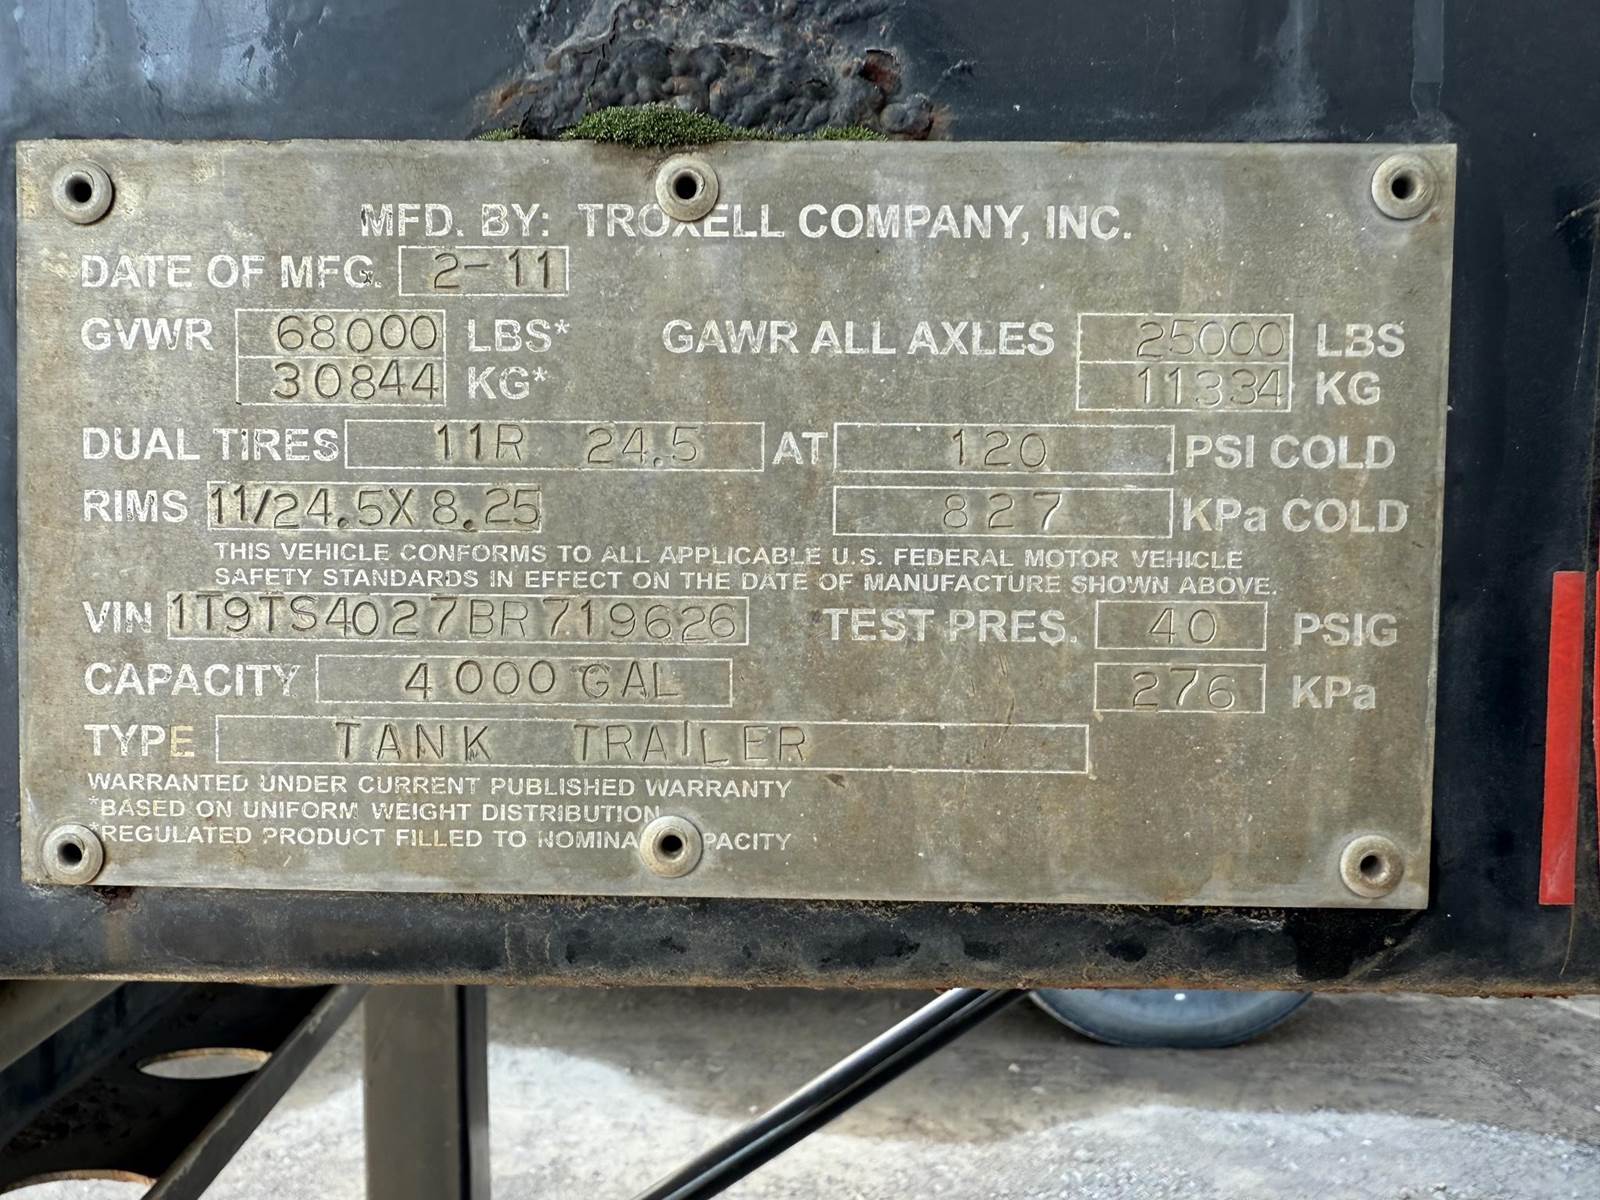 MFD. BY: TROXELL COMPANY, INC.
DATE OF MFG. 2-11
GVWR 68000 LBS* GAWR ALL AXLES 25000 LBS
30844 KG* 11334 KG
DUAL TIRES 11R 24.5 AT 120 PSI COLD
RIMS 11/24.5X8.25 827 KPa COLD
THIS VEHICLE CONFORMS TO ALL APPLICABLE U.S. FEDERAL MOTOR VEHICLE
SAFETY STANDARDS IN EFFECT ON THE DATE OF MANUFACTURE SHOWN ABOVE.
VIN 1T9TS4027BR719626 TEST PRES. 40 PSIG
CAPACITY 4000 GAL 276 KPa
TYPE TANK TRAILER
WARRANTED UNDER CURRENT PUBLISHED WARRANTY
*BASED ON UNIFORM WEIGHT DISTRIBUTION
*REGULATED PRODUCT FILLED TO NOMINAL CAPACITY